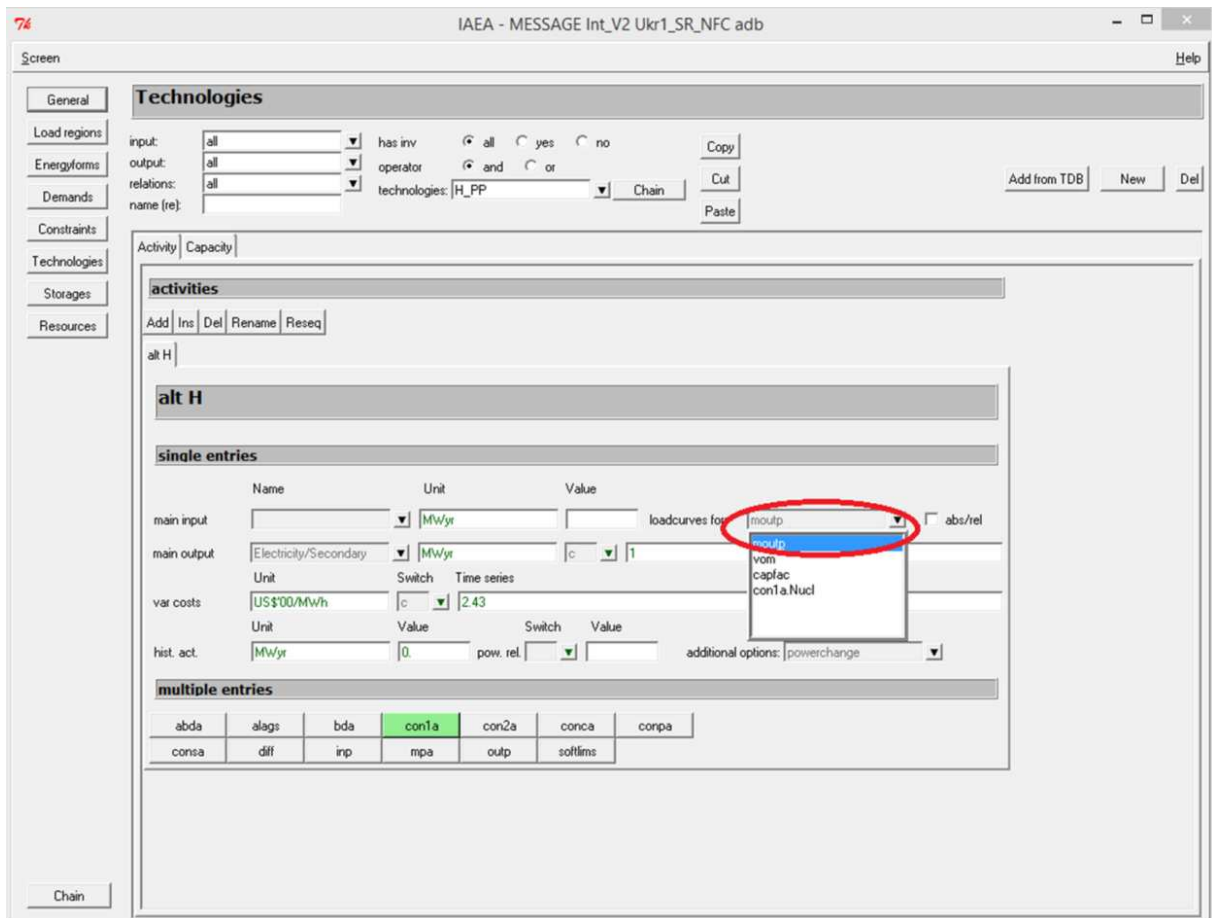 IAEA - MESSAGE Int_V2 Ukr1_SR_NFC adb
Screen Help
General
Load regions
Energyforms
Demands
Constraints
Technologies
Storages
Resources
Chain
Technologies
input: all has inv all yes no Copy
output: all operator and or Cut Add from TDB New Del
relations: all technologies: H_PP Chain
name (re): Paste
Activity Capacity
activities
Add Ins Del Rename Reseq
alt H
alt H
single entries
Name Unit Value
main input MWyr loadcurves for moutp abs/rel
main output Electricity/Secondary MWyr c 1
moutp
vom
capfac
con1a.Nucl
Unit Switch Time series
var costs US$'00/MWh c 2.43
Unit Value Switch Value
hist. act. MWyr 0. pow. rel. additional options: powerchange
multiple entries
abda alags bda con1a con2a conca conpa
consa diff inp mpa outp softlims